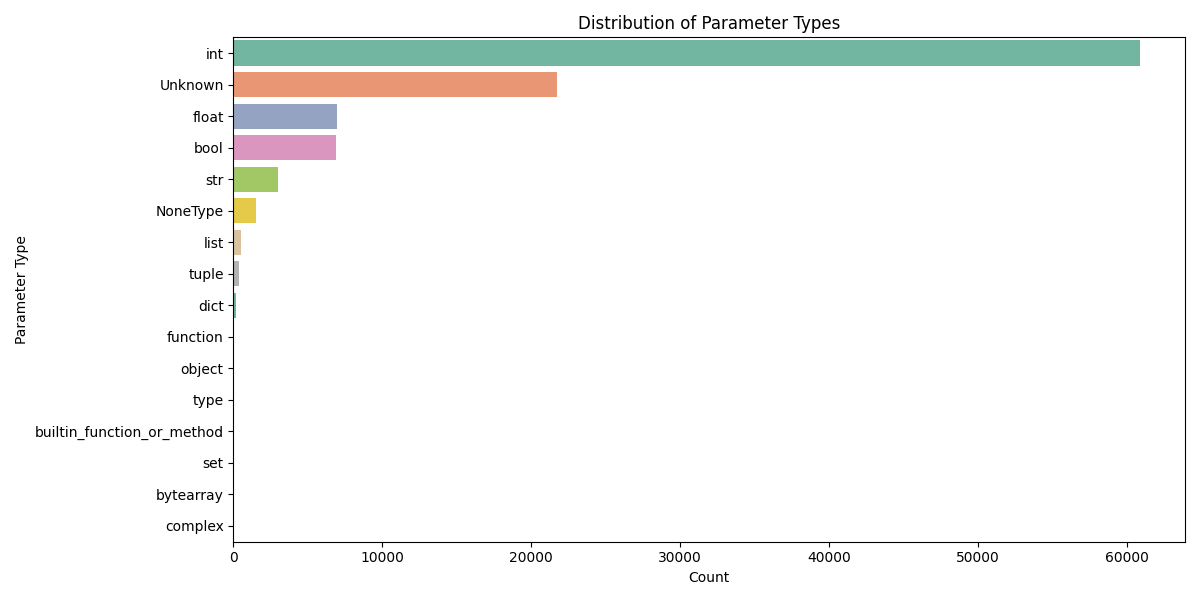 Distribution of Parameter Types
Parameter Type
int
Unknown
float
bool
str
NoneType
list
tuple
dict
function
object
type
builtin_function_or_method
set
bytearray
complex
0 10000 20000 30000 40000 50000 60000
Count